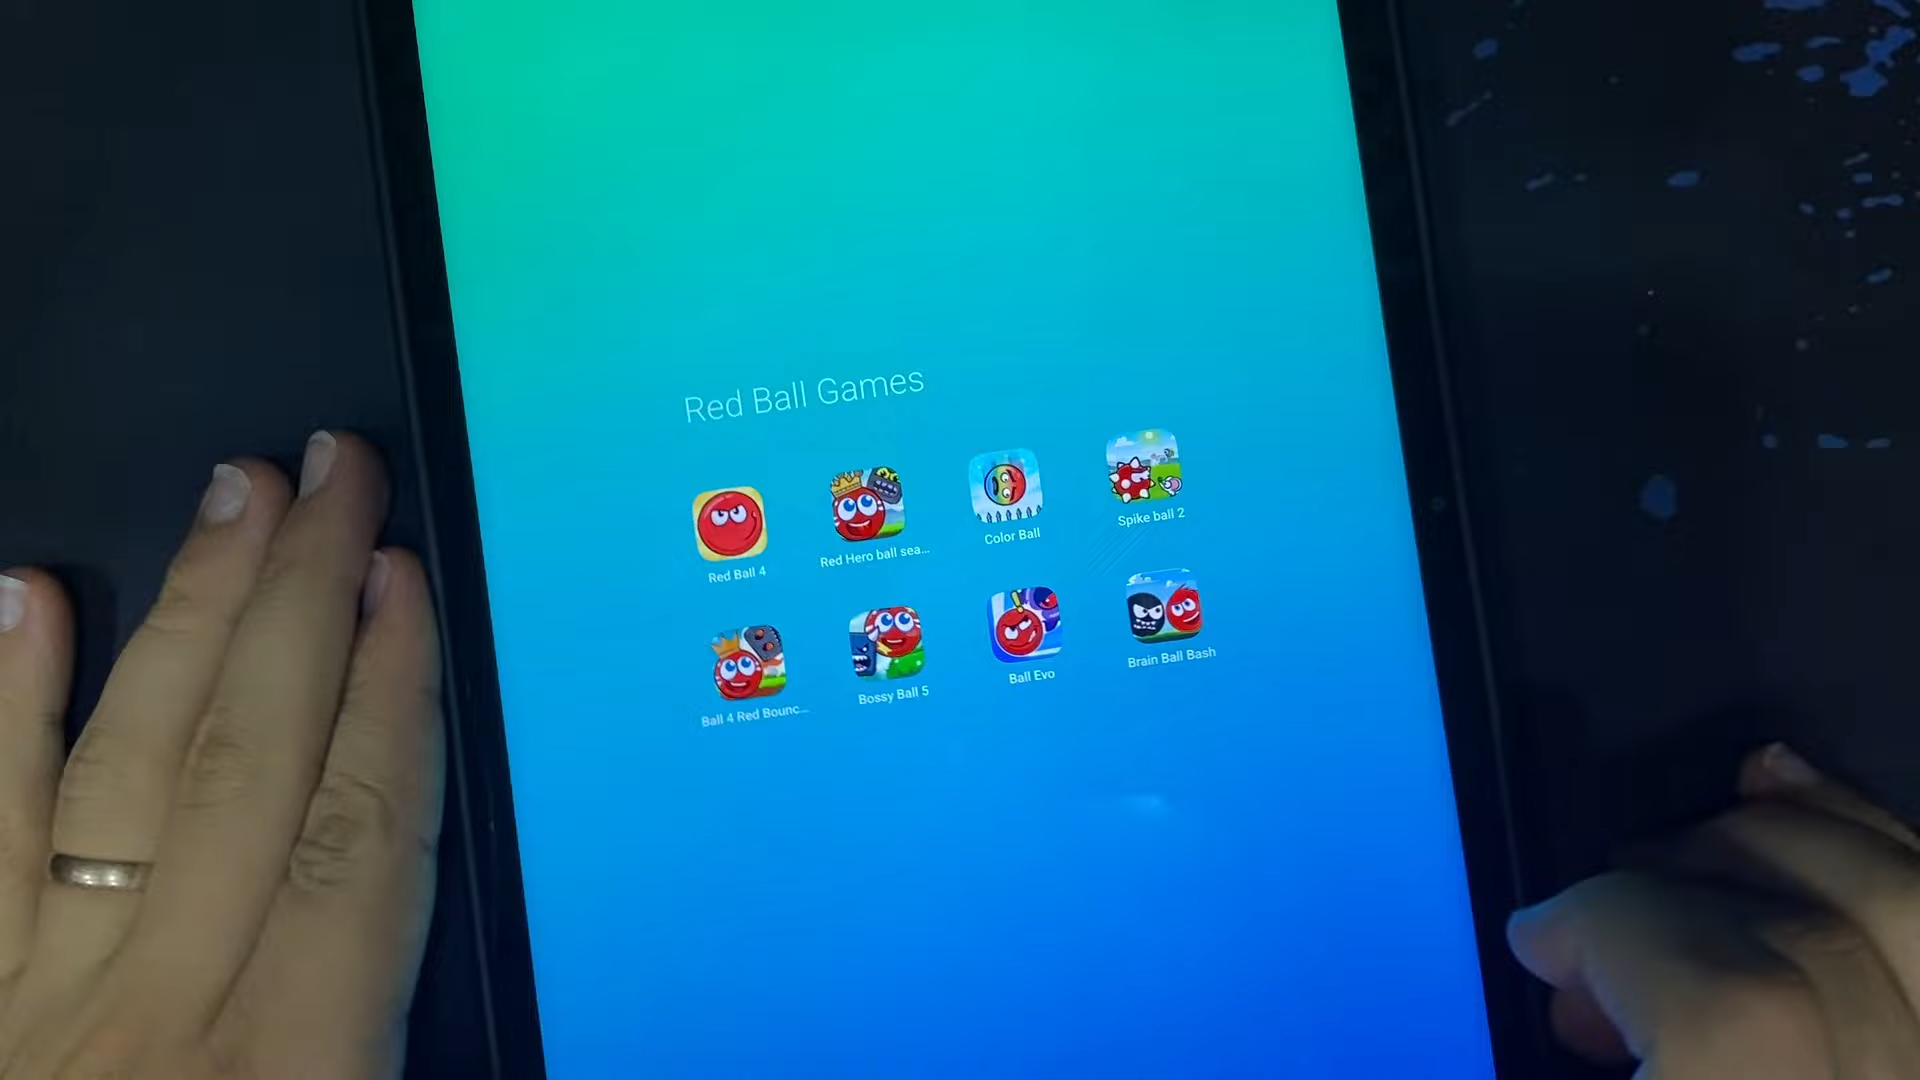 Red Ball Games
Red Ball 4
Red Hero ball sea...
Color Ball
Spike ball 2
Ball 4 Red Bounc...
Bossy Ball 5
Ball Evo
Brain Ball Bash